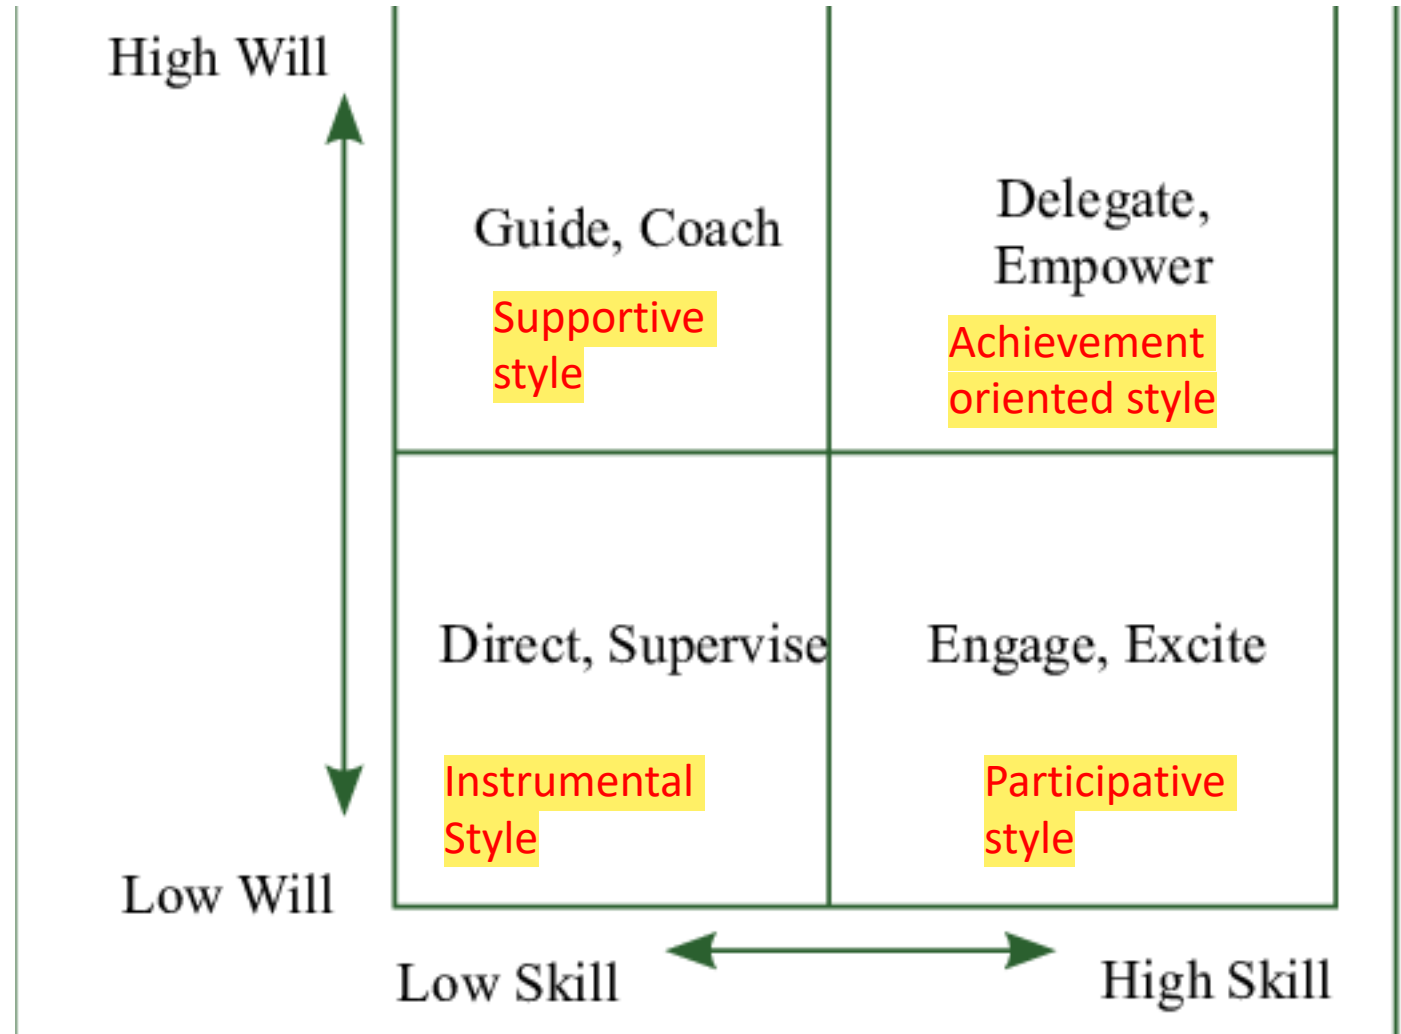 High Will
Guide, Coach
Supportive
style
Delegate,
Empower
Achievement
oriented style
Direct, Supervise
Instrumental
Style
Engage, Excite
Participative
style
Low Will
Low Skill
High Skill